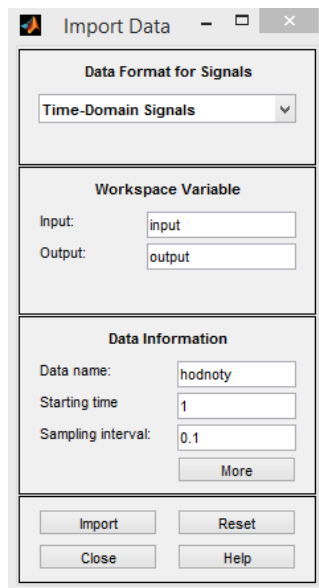 Import Data
Data Format for Signals
Time-Domain Signals
Workspace Variable
Input: input
Output: output
Data Information
Data name: hodnoty
Starting time 1
Sampling interval: 0.1
More
Import Reset
Close Help